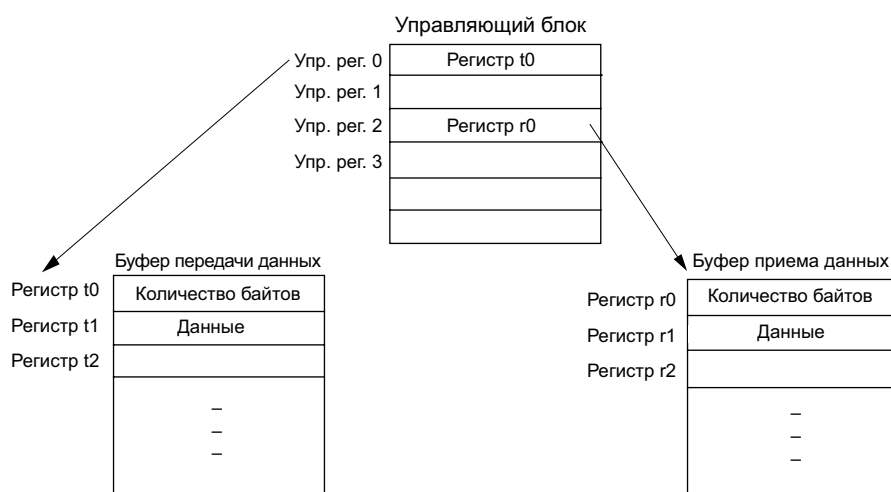 Управляющий блок
Упр. рег. 0 Регистр t0
Упр. рег. 1
Упр. рег. 2 Регистр r0
Упр. рег. 3
Буфер передачи данных
Регистр t0 Количество байтов
Регистр t1 Данные
Регистр t2
–
–
–
Буфер приема данных
Регистр r0 Количество байтов
Регистр r1 Данные
Регистр r2
–
–
–